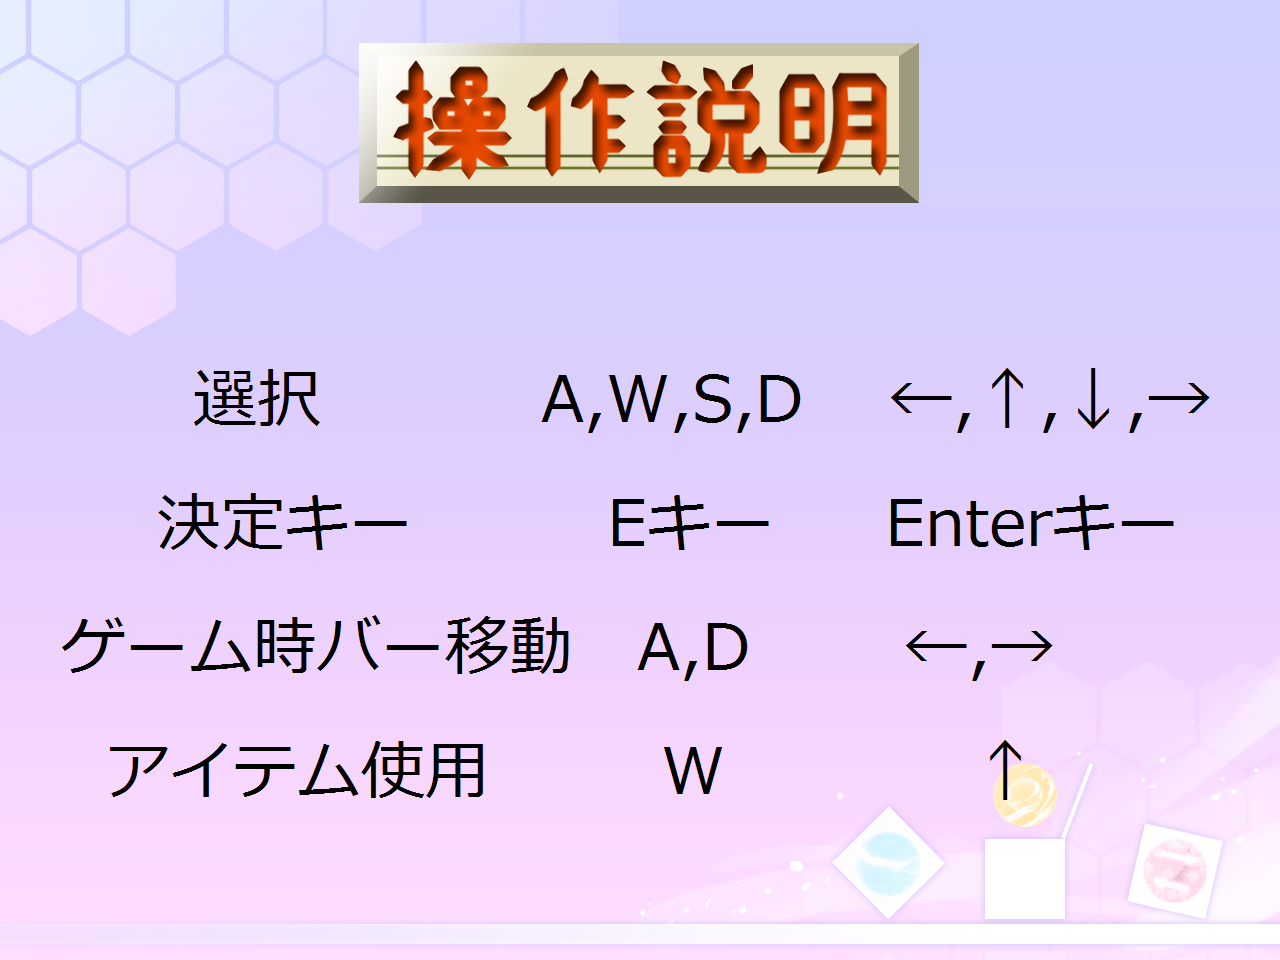 操作説明
選択 A,W,S,D ←,↑,↓,→
決定キー Eキー Enterキー
ゲーム時バー移動 A,D ←,→
アイテム使用 W ↑